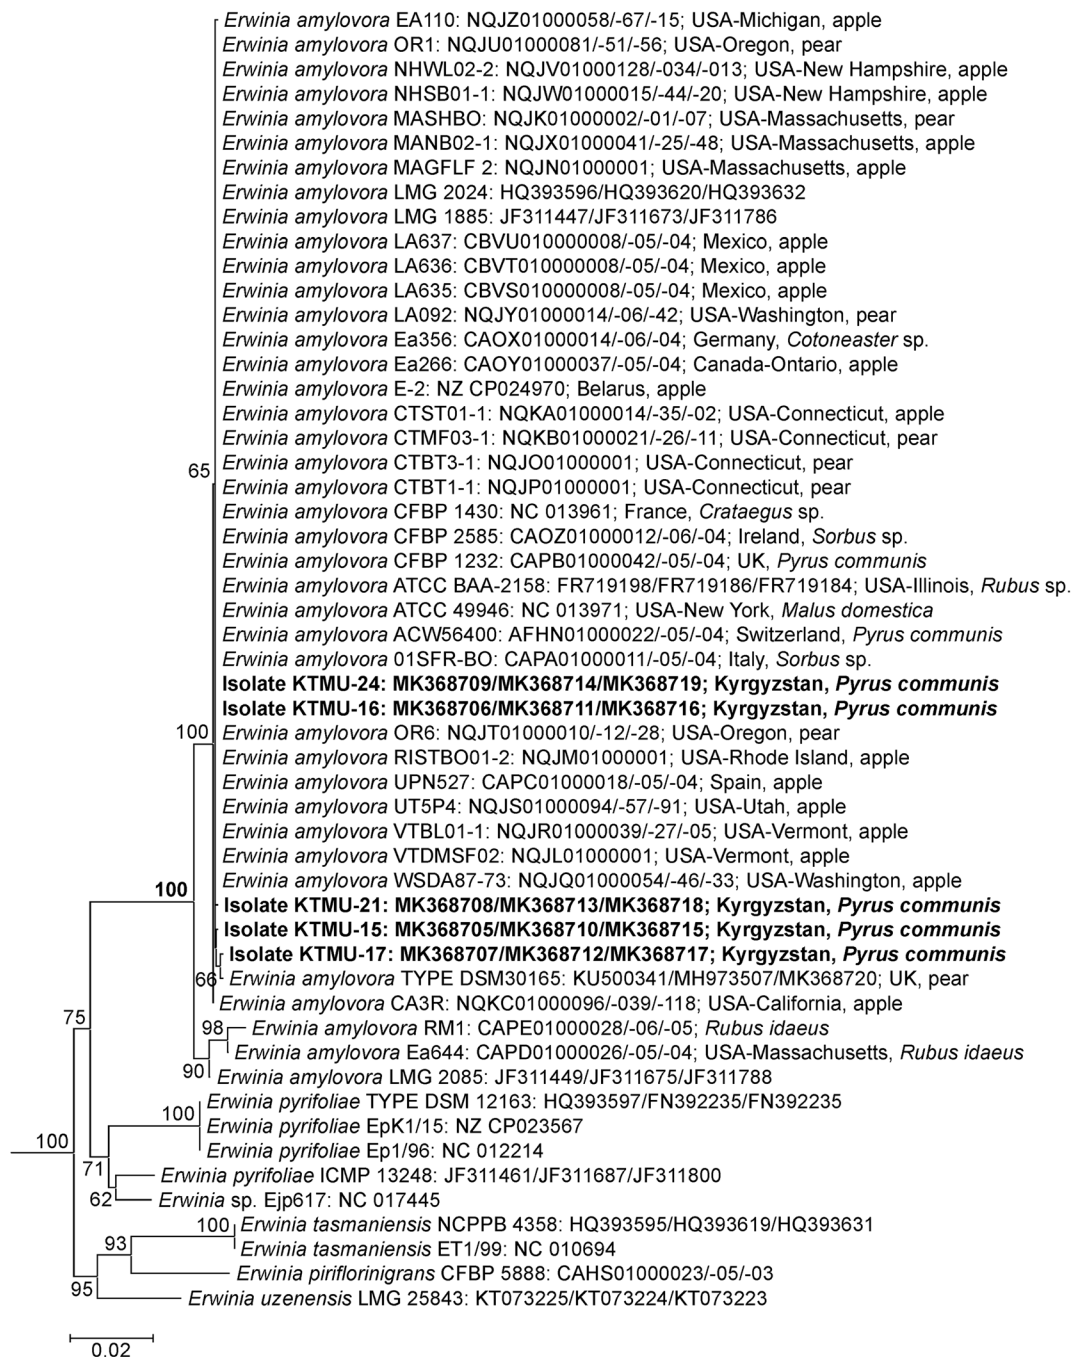 Erwinia amylovora EA110: NQJZ01000058/-67/-15; USA-Michigan, apple
Erwinia amylovora OR1: NQJU01000081/-51/-56; USA-Oregon, pear
Erwinia amylovora NHWL02-2: NQJV01000128/-034/-013; USA-New Hampshire, apple
Erwinia amylovora NHSB01-1: NQJW01000015/-44/-20; USA-New Hampshire, apple
Erwinia amylovora MASHBO: NQJK01000002/-01/-07; USA-Massachusetts, pear
Erwinia amylovora MANB02-1: NQJX01000041/-25/-48; USA-Massachusetts, apple
Erwinia amylovora MAGFLF 2: NQJN01000001; USA-Massachusetts, apple
Erwinia amylovora LMG 2024: HQ393596/HQ393620/HQ393632
Erwinia amylovora LMG 1885: JF311447/JF311673/JF311786
Erwinia amylovora LA637: CBVU010000008/-05/-04; Mexico, apple
Erwinia amylovora LA636: CBVT010000008/-05/-04; Mexico, apple
Erwinia amylovora LA635: CBVS010000008/-05/-04; Mexico, apple
Erwinia amylovora LA092: NQJY01000014/-06/-42; USA-Washington, pear
Erwinia amylovora Ea356: CAOX01000014/-06/-04; Germany, Cotoneaster sp.
Erwinia amylovora Ea266: CAOY01000037/-05/-04; Canada-Ontario, apple
Erwinia amylovora E-2: NZ CP024970; Belarus, apple
Erwinia amylovora CTST01-1: NQKA01000014/-35/-02; USA-Connecticut, apple
Erwinia amylovora CTMF03-1: NQKB01000021/-26/-11; USA-Connecticut, pear
Erwinia amylovora CTBT3-1: NQJO01000001; USA-Connecticut, pear
65
Erwinia amylovora CTBT1-1: NQJP01000001; USA-Connecticut, pear
Erwinia amylovora CFBP 1430: NC 013961; France, Crataegus sp.
Erwinia amylovora CFBP 2585: CAOZ01000012/-06/-04; Ireland, Sorbus sp.
Erwinia amylovora CFBP 1232: CAPB01000042/-05/-04; UK, Pyrus communis
Erwinia amylovora ATCC BAA-2158: FR719198/FR719186/FR719184; USA-Illinois, Rubus sp.
Erwinia amylovora ATCC 49946: NC 013971; USA-New York, Malus domestica
Erwinia amylovora ACW56400: AFHN01000022/-05/-04; Switzerland, Pyrus communis
Erwinia amylovora 01SFR-BO: CAPA01000011/-05/-04; Italy, Sorbus sp.
Isolate KTMU-24: MK368709/MK368714/MK368719; Kyrgyzstan, Pyrus communis
Isolate KTMU-16: MK368706/MK368711/MK368716; Kyrgyzstan, Pyrus communis
100
Erwinia amylovora OR6: NQJT01000010/-12/-28; USA-Oregon, pear
Erwinia amylovora RISTBO01-2: NQJM01000001; USA-Rhode Island, apple
Erwinia amylovora UPN527: CAPC01000018/-05/-04; Spain, apple
Erwinia amylovora UT5P4: NQJS01000094/-57/-91; USA-Utah, apple
Erwinia amylovora VTBL01-1: NQJR01000039/-27/-05; USA-Vermont, apple
Erwinia amylovora VTDMSF02: NQJL01000001; USA-Vermont, apple
Erwinia amylovora WSDA87-73: NQJQ01000054/-46/-33; USA-Washington, apple
100
Isolate KTMU-21: MK368708/MK368713/MK368718; Kyrgyzstan, Pyrus communis
Isolate KTMU-15: MK368705/MK368710/MK368715; Kyrgyzstan, Pyrus communis
Isolate KTMU-17: MK368707/MK368712/MK368717; Kyrgyzstan, Pyrus communis
66
Erwinia amylovora TYPE DSM30165: KU500341/MH973507/MK368720; UK, pear
Erwinia amylovora CA3R: NQKC01000096/-039/-118; USA-California, apple
75
98
Erwinia amylovora RM1: CAPE01000028/-06/-05; Rubus idaeus
Erwinia amylovora Ea644: CAPD01000026/-05/-04; USA-Massachusetts, Rubus idaeus
90
Erwinia amylovora LMG 2085: JF311449/JF311675/JF311788
Erwinia pyrifoliae TYPE DSM 12163: HQ393597/FN392235/FN392235
100
Erwinia pyrifoliae EpK1/15: NZ CP023567
100
Erwinia pyrifoliae Ep1/96: NC 012214
71
Erwinia pyrifoliae ICMP 13248: JF311461/JF311687/JF311800
62
Erwinia sp. Ejp617: NC 017445
100
Erwinia tasmaniensis NCPPB 4358: HQ393595/HQ393619/HQ393631
93
Erwinia tasmaniensis ET1/99: NC 010694
Erwinia piriflorinigrans CFBP 5888: CAHS01000023/-05/-03
95
Erwinia uzenensis LMG 25843: KT073225/KT073224/KT073223
0.02